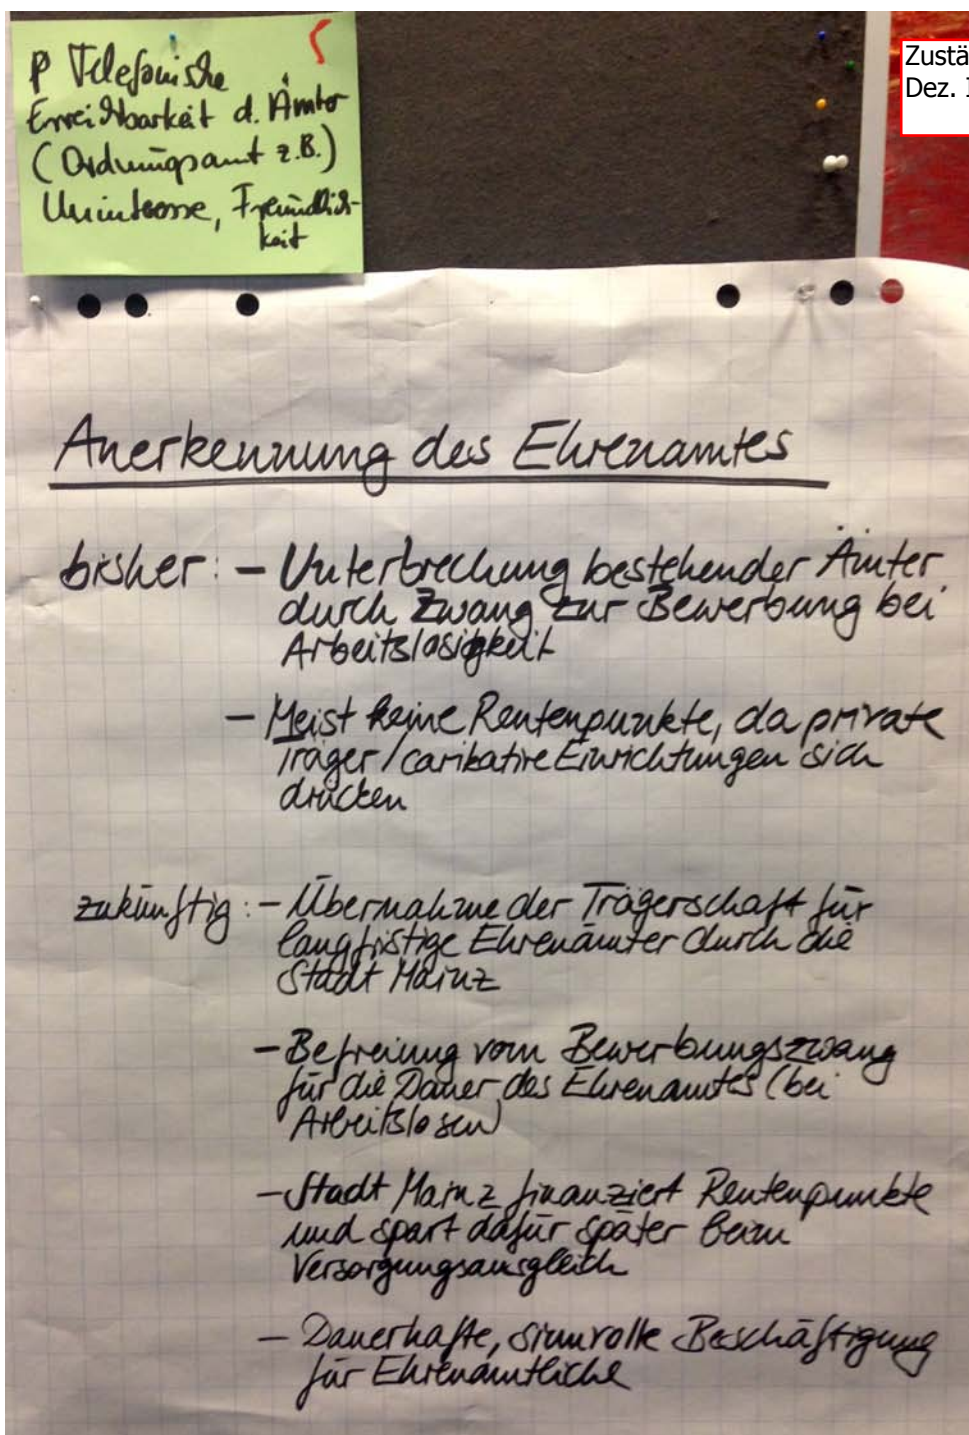 Telefonische
Erreichbarkeit d. Ämter
(Ordnungsamt z.B.)
Uninteresse, Freundlich-
keit
Zustä
Dez. I
Anerkennung des Ehrenamtes
bisher: - Unterbrechung bestehender Ämter
durch Zwang zur Bewerbung bei
Arbeitslosigkeit
- Meist keine Rentenpunkte, da private
Träger/caritative Einrichtungen sich
drücken
zukünftig: - Übernahme der Trägerschaft für
langfristige Ehrenämter durch die
Stadt Mainz
- Befreiung vom Bewerbungszwang
für die Dauer des Ehrenamtes (bei
Arbeitslosen)
- Stadt Mainz finanziert Rentenpunkte
und spart dafür später beim
Versorgungsausgleich
- Dauerhafte, sinnvolle Beschäftigung
für Ehrenamtliche